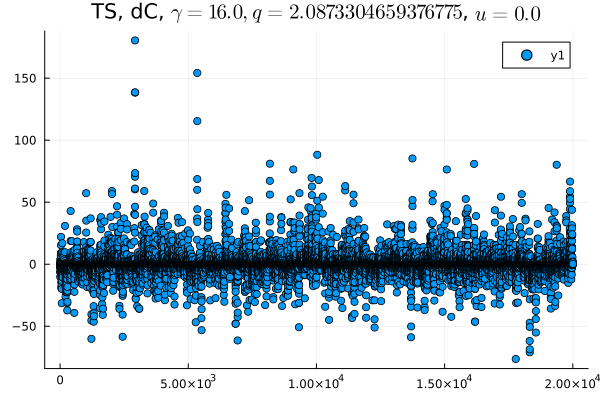 TS, dC, γ = 16.0, q = 2.0873304659376775, u = 0.0
y1
150
100
50
0
−50
0 5.00×10³ 1.00×10⁴ 1.50×10⁴ 2.00×10⁴